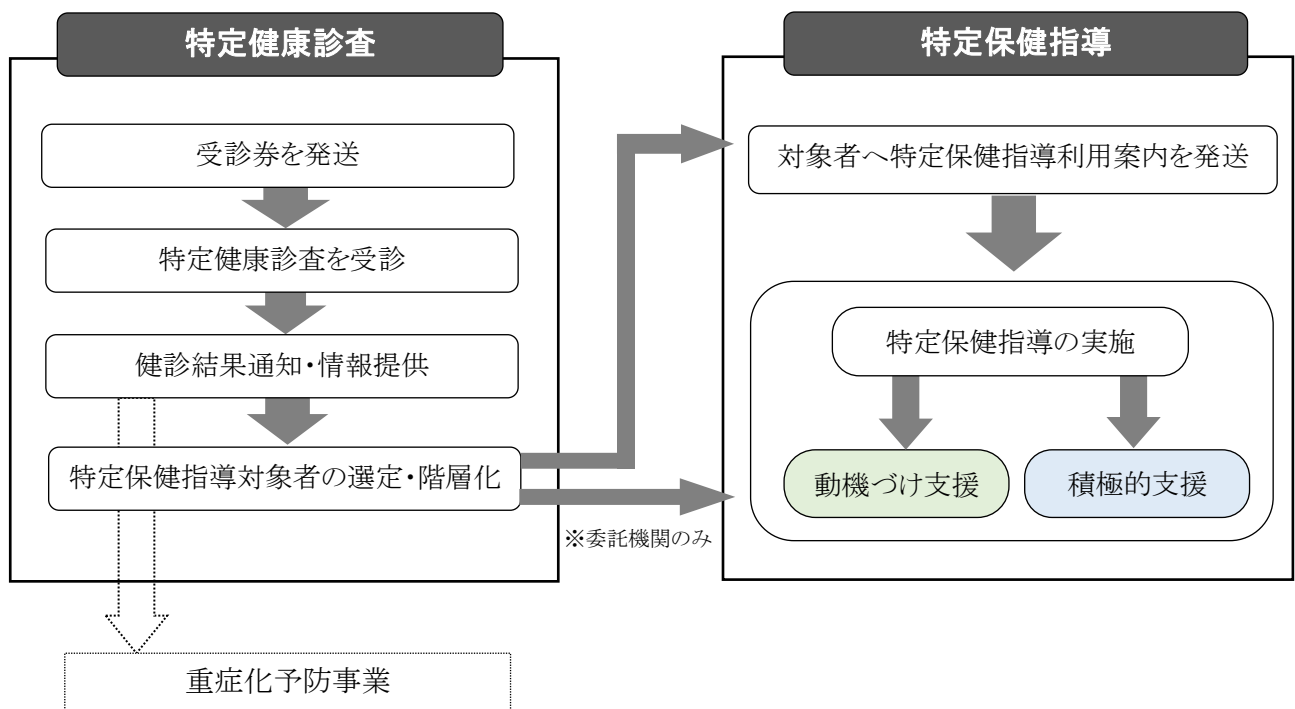 特定健康診査
受診券を発送
特定健康診査を受診
健診結果通知・情報提供
特定保健指導対象者の選定・階層化
※委託機関のみ
重症化予防事業
特定保健指導
対象者へ特定保健指導利用案内を発送
特定保健指導の実施
動機づけ支援
積極的支援